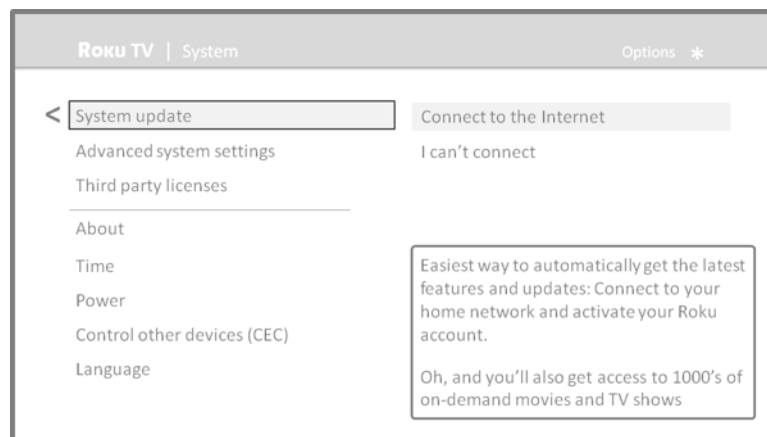 ROKU TV | System
Options *
< System update
Advanced system settings
Third party licenses
About
Time
Power
Control other devices (CEC)
Language
Connect to the Internet
I can't connect
Easiest way to automatically get the latest
features and updates: Connect to your
home network and activate your Roku
account.
Oh, and you'll also get access to 1000's of
on-demand movies and TV shows